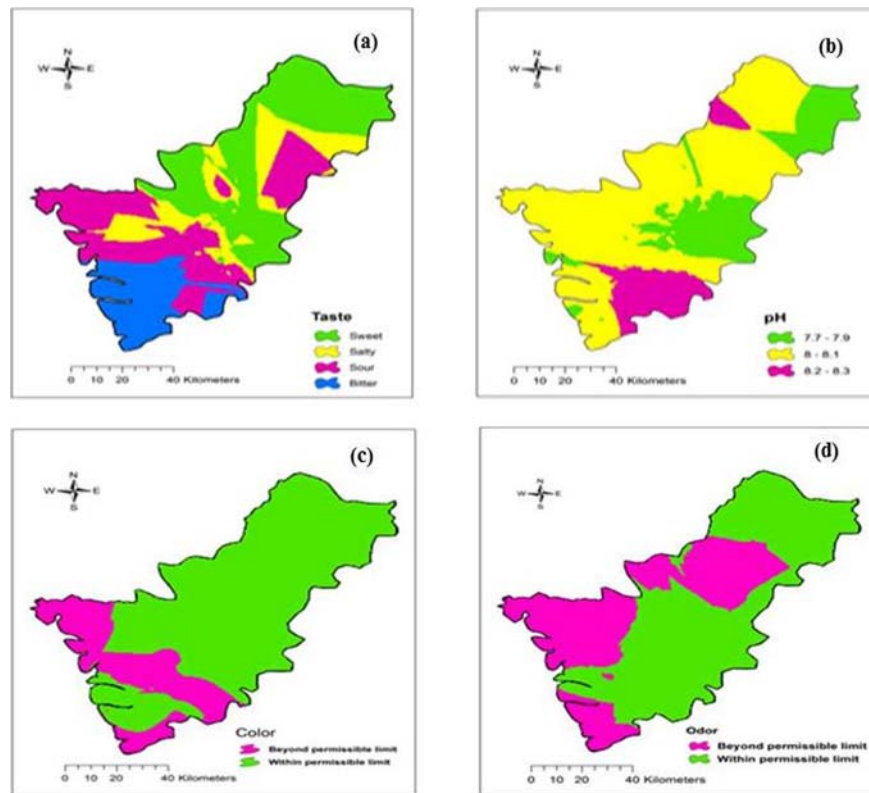 (a)
N
W E
S
Taste
Sweet
Salty
Sour
Bitter
0 10 20 40 Kilometers
(b)
N
W E
S
pH
7.7 - 7.9
8 - 8.1
8.2 - 8.3
0 10 20 40 Kilometers
(c)
N
W E
S
Color
Beyond permissible limit
Within permissible limit
0 10 20 40 Kilometers
(d)
N
W E
S
Odor
Beyond permissible limit
Within permissible limit
0 10 20 40 Kilometers